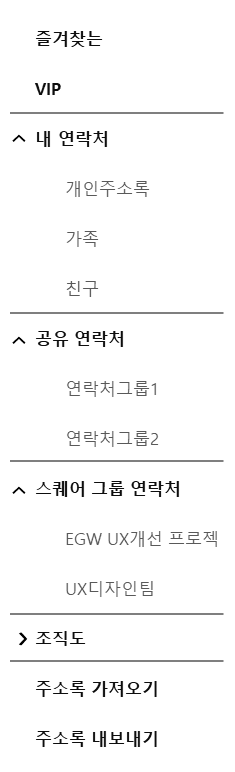 즐겨찾는
VIP
내 연락처
개인주소록
가족
친구
공유 연락처
연락처그룹1
연락처그룹2
스퀘어 그룹 연락처
EGW UX개선 프로젝
UX디자인팀
조직도
주소록 가져오기
주소록 내보내기